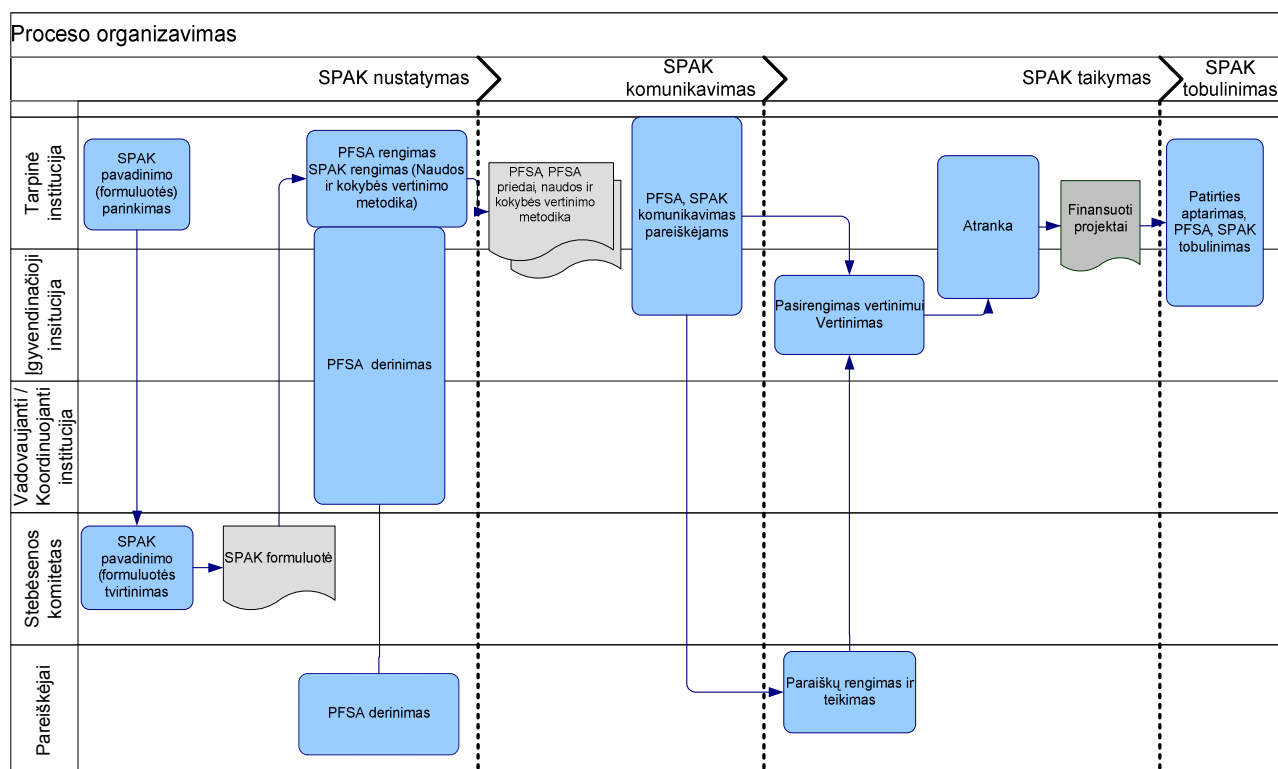 Proceso organizavimas
SPAK nustatymas
SPAK
komunikavimas
SPAK taikymas
SPAK
tobulinimas
Tarpinė
institucija
SPAK
pavadinimo
(formuluotės)
parinkimas
PFSA rengimas
SPAK rengimas (Naudos
ir kokybės vertinimo
metodika)
PFSA, PFSA
priedai, naudos ir
kokybės vertinimo
metodika
PFSA, SPAK
komunikavimas
pareiškėjams
Atranka
Finansuoti
projektai
Patirties
aptarimas,
PFSA, SPAK
tobulinimas
Įgyvendinačioji
insitucija
PFSA derinimas
Pasirengimas vertinimui
Vertinimas
Vadovaujanti /
Koordinuojanti
institucija
Stebėsenos
komitetas
SPAK
pavadinimo
(formuluotės
tvirtinimas
SPAK formuluotė
Pareiškėjai
PFSA derinimas
Paraiškų rengimas ir
teikimas